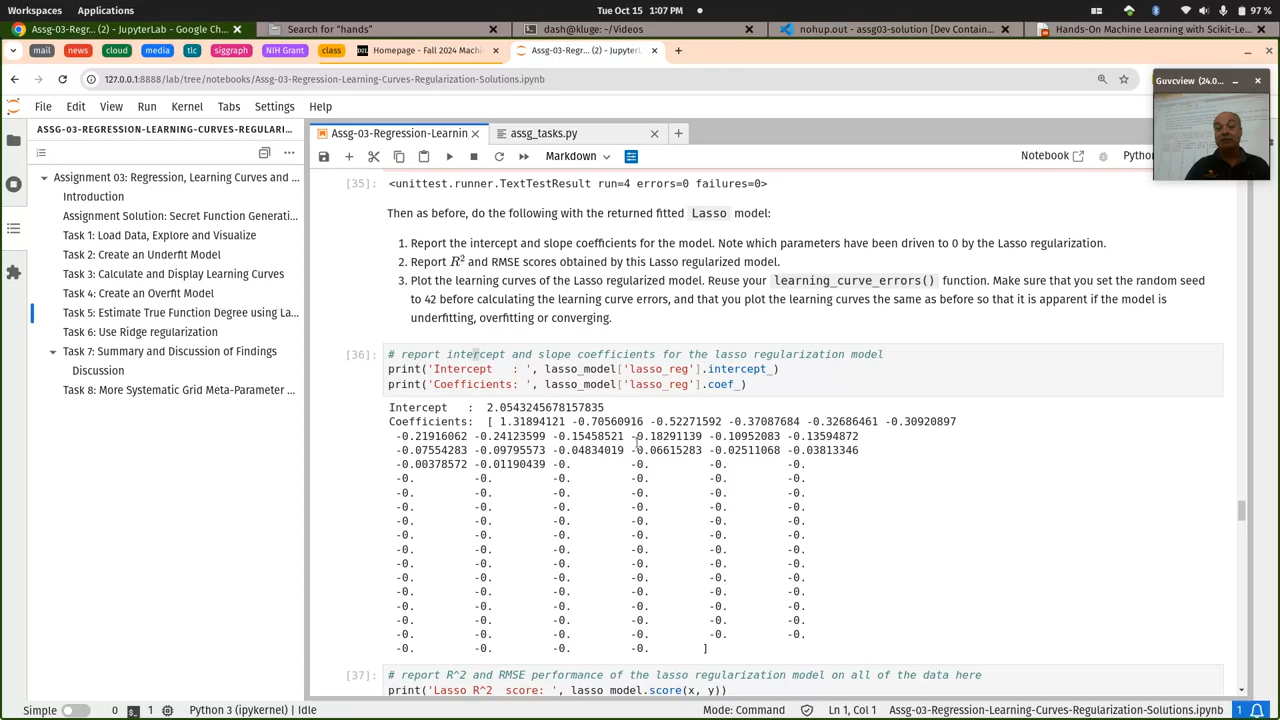 Workspaces Applications Tue Oct 15 1:07 PM 97 %
Assg-03-Regr... (2) - JupyterLab - Google Ch... Search for "hands" dash@kluge: ~/Videos nohup.out - assg03-solution [Dev Contain... Hands-On Machine Learning with Scikit-Le...
mail news cloud media tlc siggraph NIH Grant class Homepage - Fall 2024 Mach Assg-03-Regr... (2) - JupyterL
127.0.0.1:8888/lab/tree/notebooks/Assg-03-Regression-Learning-Curves-Regularization-Solutions.ipynb
Guvcview (24.0...
File Edit View Run Kernel Tabs Settings Help
ASSG-03-REGRESSION-LEARNING-CURVES-REGULARI...
Assg-03-Regression-Learnin assg_tasks.py
Markdown Notebook Python
Assignment 03: Regression, Learning Curves and ...
Introduction
Assignment Solution: Secret Function Generati...
Task 1: Load Data, Explore and Visualize
Task 2: Create an Underfit Model
Task 3: Calculate and Display Learning Curves
Task 4: Create an Overfit Model
Task 5: Estimate True Function Degree using La...
Task 6: Use Ridge regularization
Task 7: Summary and Discussion of Findings
Discussion
Task 8: More Systematic Grid Meta-Parameter ...
[35]: <unittest.runner.TextTestResult run=4 errors=0 failures=0>
Then as before, do the following with the returned fitted Lasso model:
1. Report the intercept and slope coefficients for the model. Note which parameters have been driven to 0 by the Lasso regularization.
2. Report R² and RMSE scores obtained by this Lasso regularized model.
3. Plot the learning curves of the Lasso regularized model. Reuse your learning_curve_errors() function. Make sure that you set the random seed
to 42 before calculating the learning curve errors, and that you plot the learning curves the same as before so that it is apparent if the model is
underfitting, overfitting or converging.
[36]: # report intercept and slope coefficients for the lasso regularization model
print('Intercept   : ', lasso_model['lasso_reg'].intercept_)
print('Coefficients: ', lasso_model['lasso_reg'].coef_)
Intercept   :  2.0543245678157835
Coefficients:  [ 1.31894121 -0.70560916 -0.52271592 -0.37087684 -0.32686461 -0.30920897
-0.21916062 -0.24123599 -0.15458521 -0.18291139 -0.10952083 -0.13594872
-0.07554283 -0.09795573 -0.04834019 -0.06615283 -0.02511068 -0.03813346
-0.00378572 -0.01190439 -0. -0. -0. -0.
-0. -0. -0. -0. -0. -0.
-0. -0. -0. -0. -0. -0.
-0. -0. -0. -0. -0. -0.
-0. -0. -0. -0. -0. -0.
-0. -0. -0. -0. -0. -0.
-0. -0. -0. -0. -0. -0.
-0. -0. -0. -0. -0. -0.
-0. -0. -0. -0. -0. -0.
-0. -0. -0. -0. -0. -0.
-0. -0. -0. -0. -0. -0.
-0. -0. -0. -0. -0. -0.
-0. -0. -0. -0. -0. -0.
-0. -0. -0. -0. ]
[37]: # report R^2 and RMSE performance of the lasso regularization model on all of the data here
print('Lasso R^2  score: ', lasso_model.score(x, y))
Simple 0 1 Python 3 (ipykernel) | Idle Mode: Command Ln 1, Col 1 Assg-03-Regression-Learning-Curves-Regularization-Solutions.ipynb 1